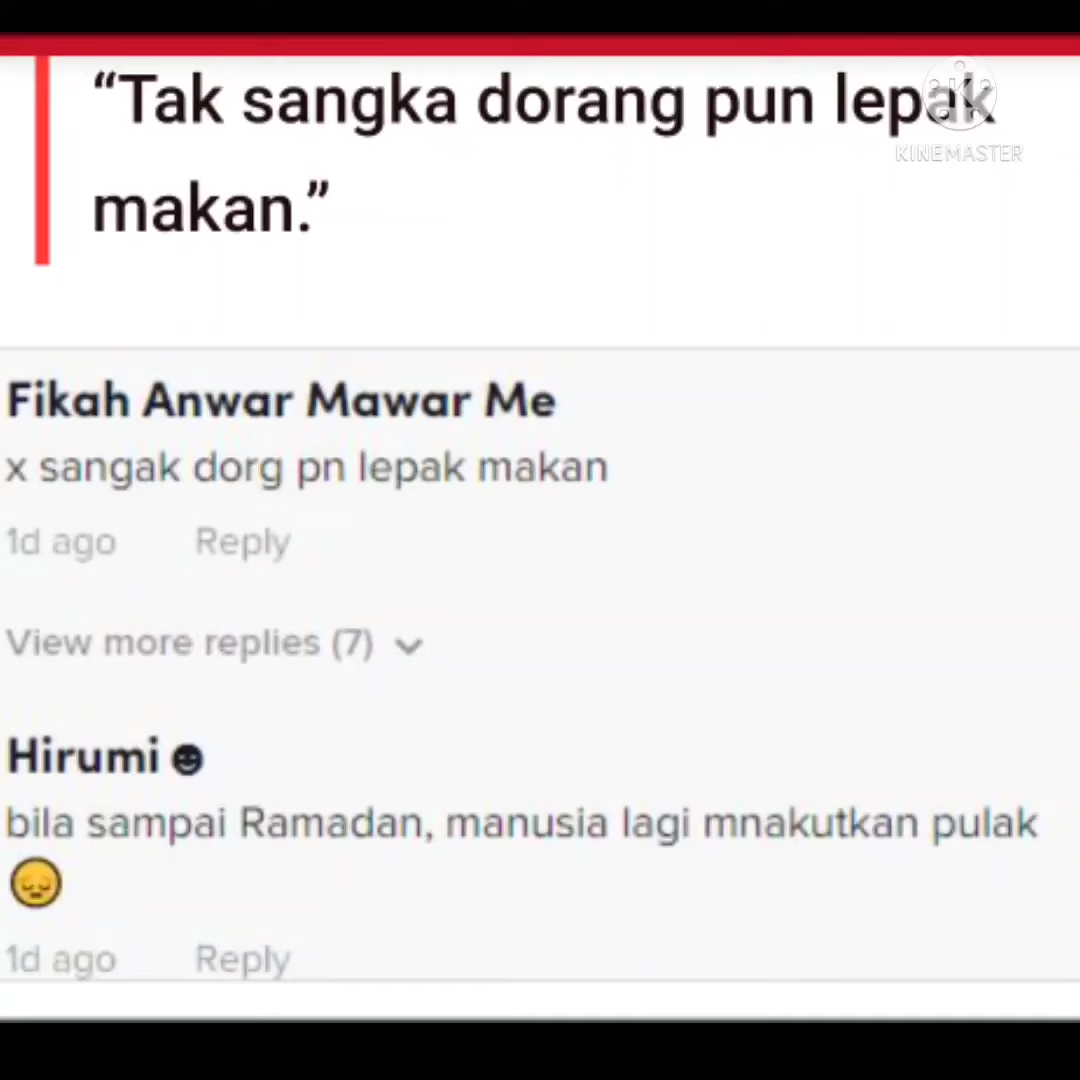 “Tak sangka dorang pun lepak
KINEMASTER
makan.”
Fikah Anwar Mawar Me
x sangak dorg pn lepak makan
1d ago Reply
View more replies (7)
Hirumi
bila sampai Ramadan, manusia lagi mnakutkan pulak
1d ago Reply